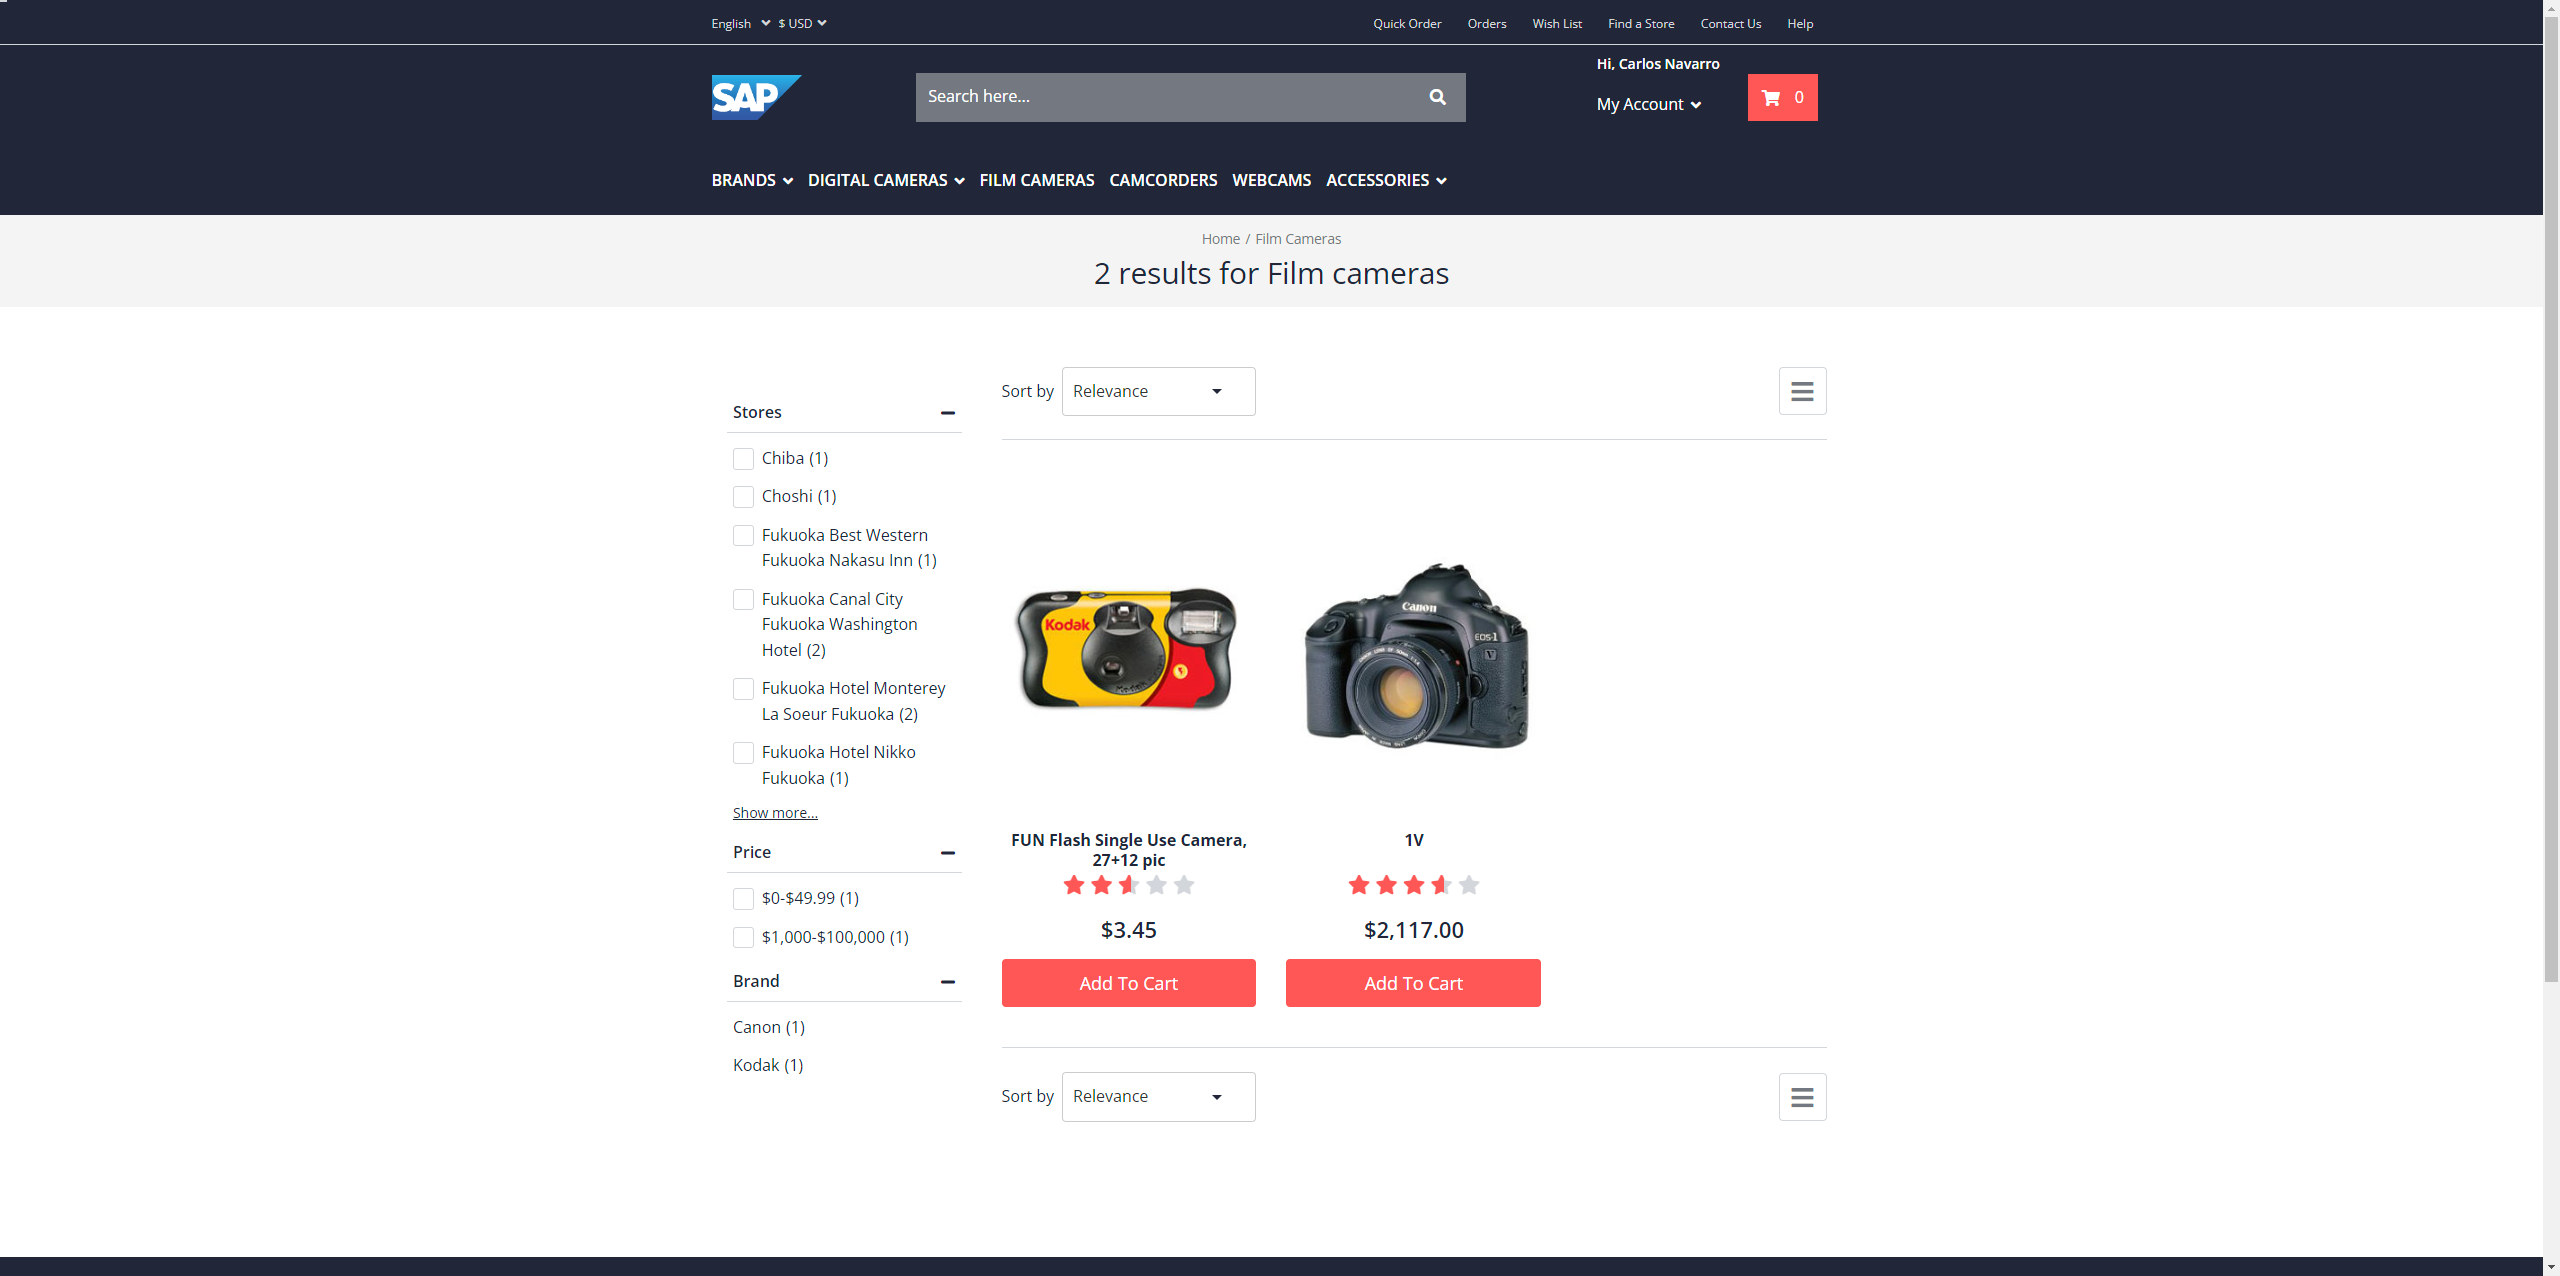 English $ USD Quick Order Orders Wish List Find a Store Contact Us Help
Hi, Carlos Navarro
SAP Search here... My Account 0
BRANDS DIGITAL CAMERAS FILM CAMERAS CAMCORDERS WEBCAMS ACCESSORIES
Home / Film Cameras
2 results for Film cameras
Stores
Chiba (1)
Choshi (1)
Fukuoka Best Western
Fukuoka Nakasu Inn (1)
Fukuoka Canal City
Fukuoka Washington
Hotel (2)
Fukuoka Hotel Monterey
La Soeur Fukuoka (2)
Fukuoka Hotel Nikko
Fukuoka (1)
Show more...
Price
$0-$49.99 (1)
$1,000-$100,000 (1)
Brand
Canon (1)
Kodak (1)
Sort by Relevance
Kodak
Canon
EOS-1
V
FUN Flash Single Use Camera,
27+12 pic
$3.45
Add To Cart
1V
$2,117.00
Add To Cart
Sort by Relevance